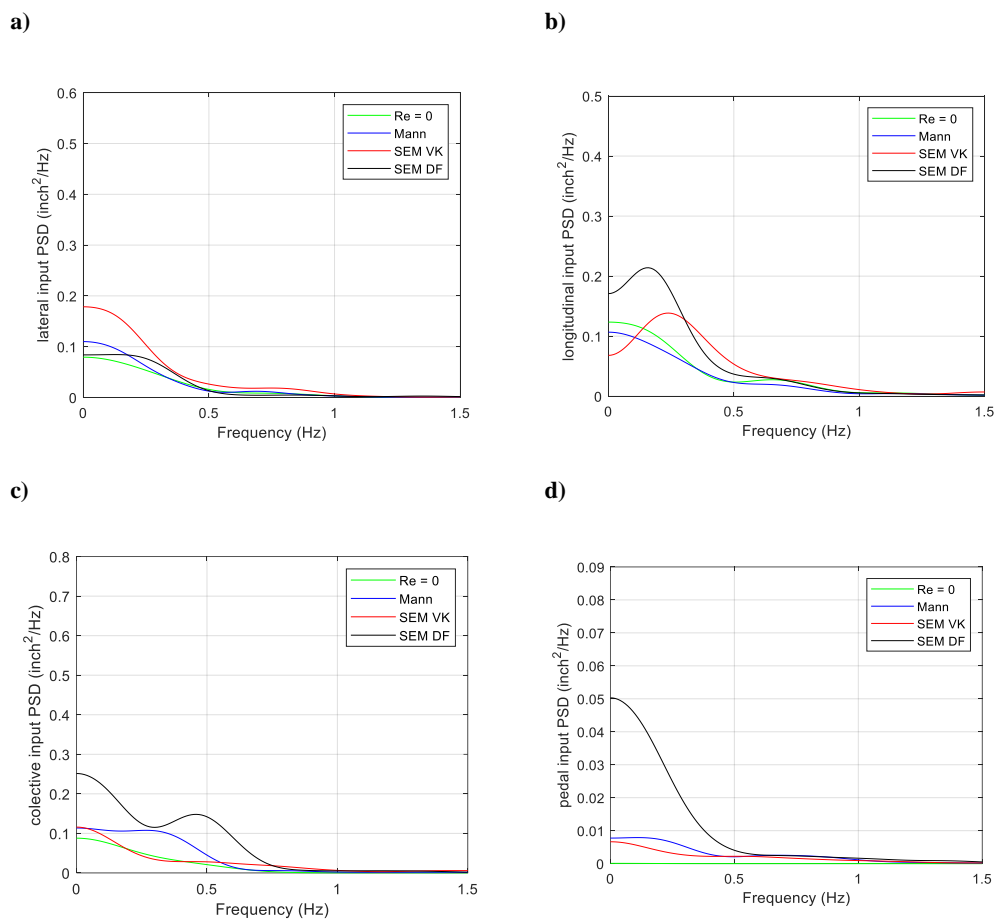 a)
lateral input PSD (inch²/Hz)
0.6
0.5
0.4
0.3
0.2
0.1
0
0
0.5
1
1.5
Frequency (Hz)
Re = 0
Mann
SEM VK
SEM DF
b)
longitudinal input PSD (inch²/Hz)
0.5
0.4
0.3
0.2
0.1
0
0
0.5
1
1.5
Frequency (Hz)
Re = 0
Mann
SEM VK
SEM DF
c)
colective input PSD (inch²/Hz)
0.8
0.7
0.6
0.5
0.4
0.3
0.2
0.1
0
0
0.5
1
1.5
Frequency (Hz)
Re = 0
Mann
SEM VK
SEM DF
d)
pedal input PSD (inch²/Hz)
0.09
0.08
0.07
0.06
0.05
0.04
0.03
0.02
0.01
0
0
0.5
1
1.5
Frequency (Hz)
Re = 0
Mann
SEM VK
SEM DF